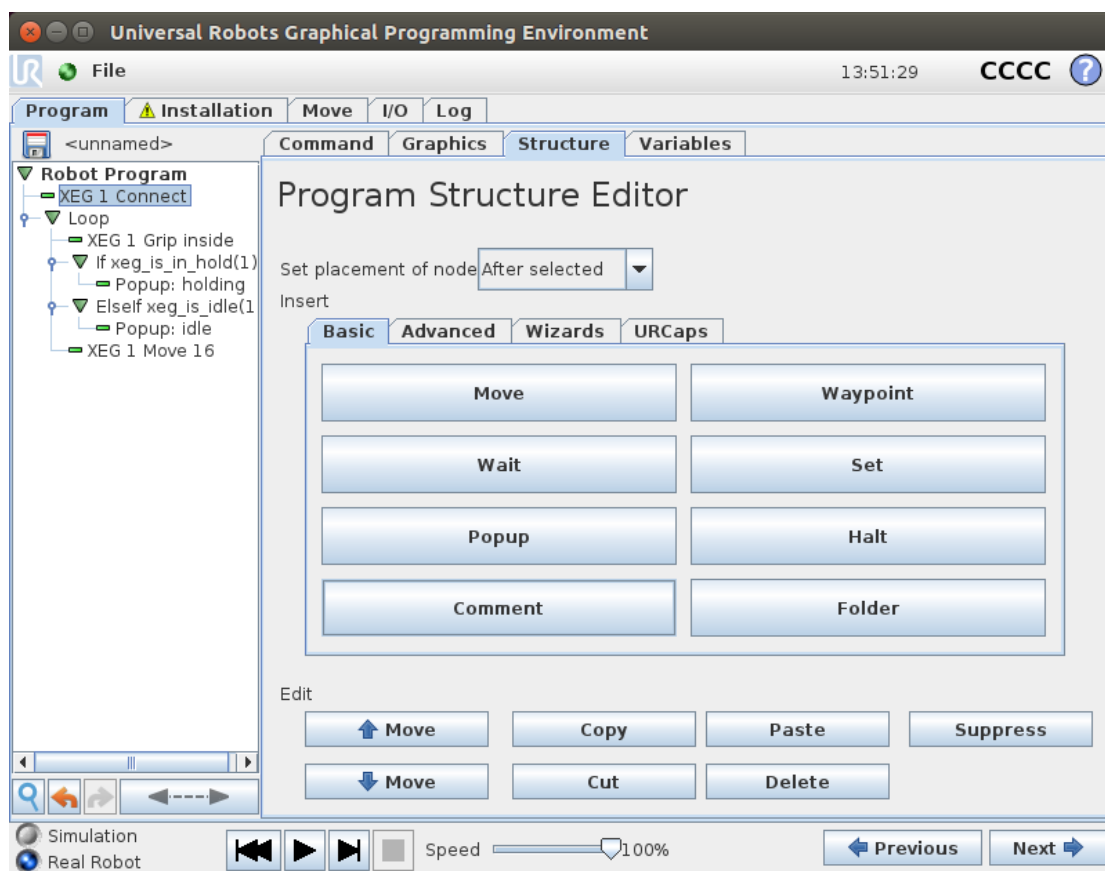 Universal Robots Graphical Programming Environment
UR File 13:51:29 CCCC ?
Program Installation Move I/O Log
<unnamed>
Command Graphics Structure Variables
Robot Program
XEG 1 Connect
Loop
XEG 1 Grip inside
If xeg_is_in_hold(1)
Popup: holding
ElseIf xeg_is_idle(1
Popup: idle
XEG 1 Move 16
Program Structure Editor
Set placement of node After selected
Insert
Basic Advanced Wizards URCaps
Move Waypoint
Wait Set
Popup Halt
Comment Folder
Edit
Move Copy Paste Suppress
Move Cut Delete
Simulation
Real Robot
Speed 100%
Previous Next